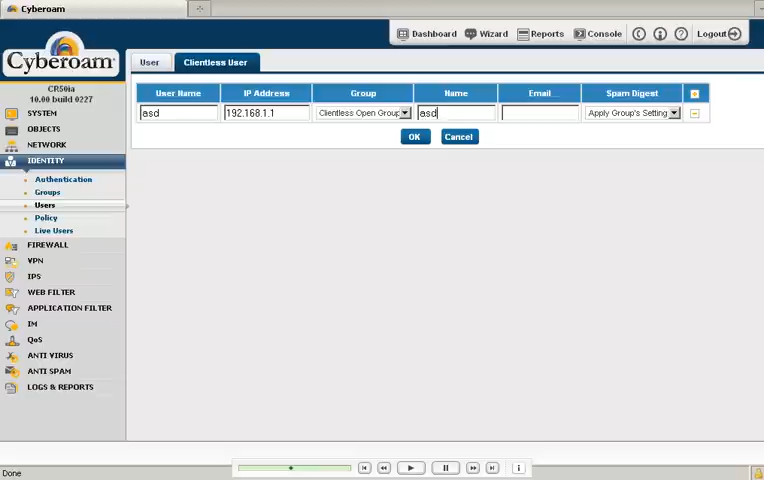 Cyberoam
Cyberoam
Dashboard Wizard Reports Console Logout
CR50ia
10.00 build 0227
User Clientless User
User Name IP Address Group Name Email Spam Digest
asd 192.168.1.1 Clientless Open Group asd Apply Group's Setting
OK Cancel
SYSTEM
OBJECTS
NETWORK
IDENTITY
Authentication
Groups
Users
Policy
Live Users
FIREWALL
VPN
IPS
WEB FILTER
APPLICATION FILTER
IM
QoS
ANTI VIRUS
ANTI SPAM
LOGS & REPORTS
Done